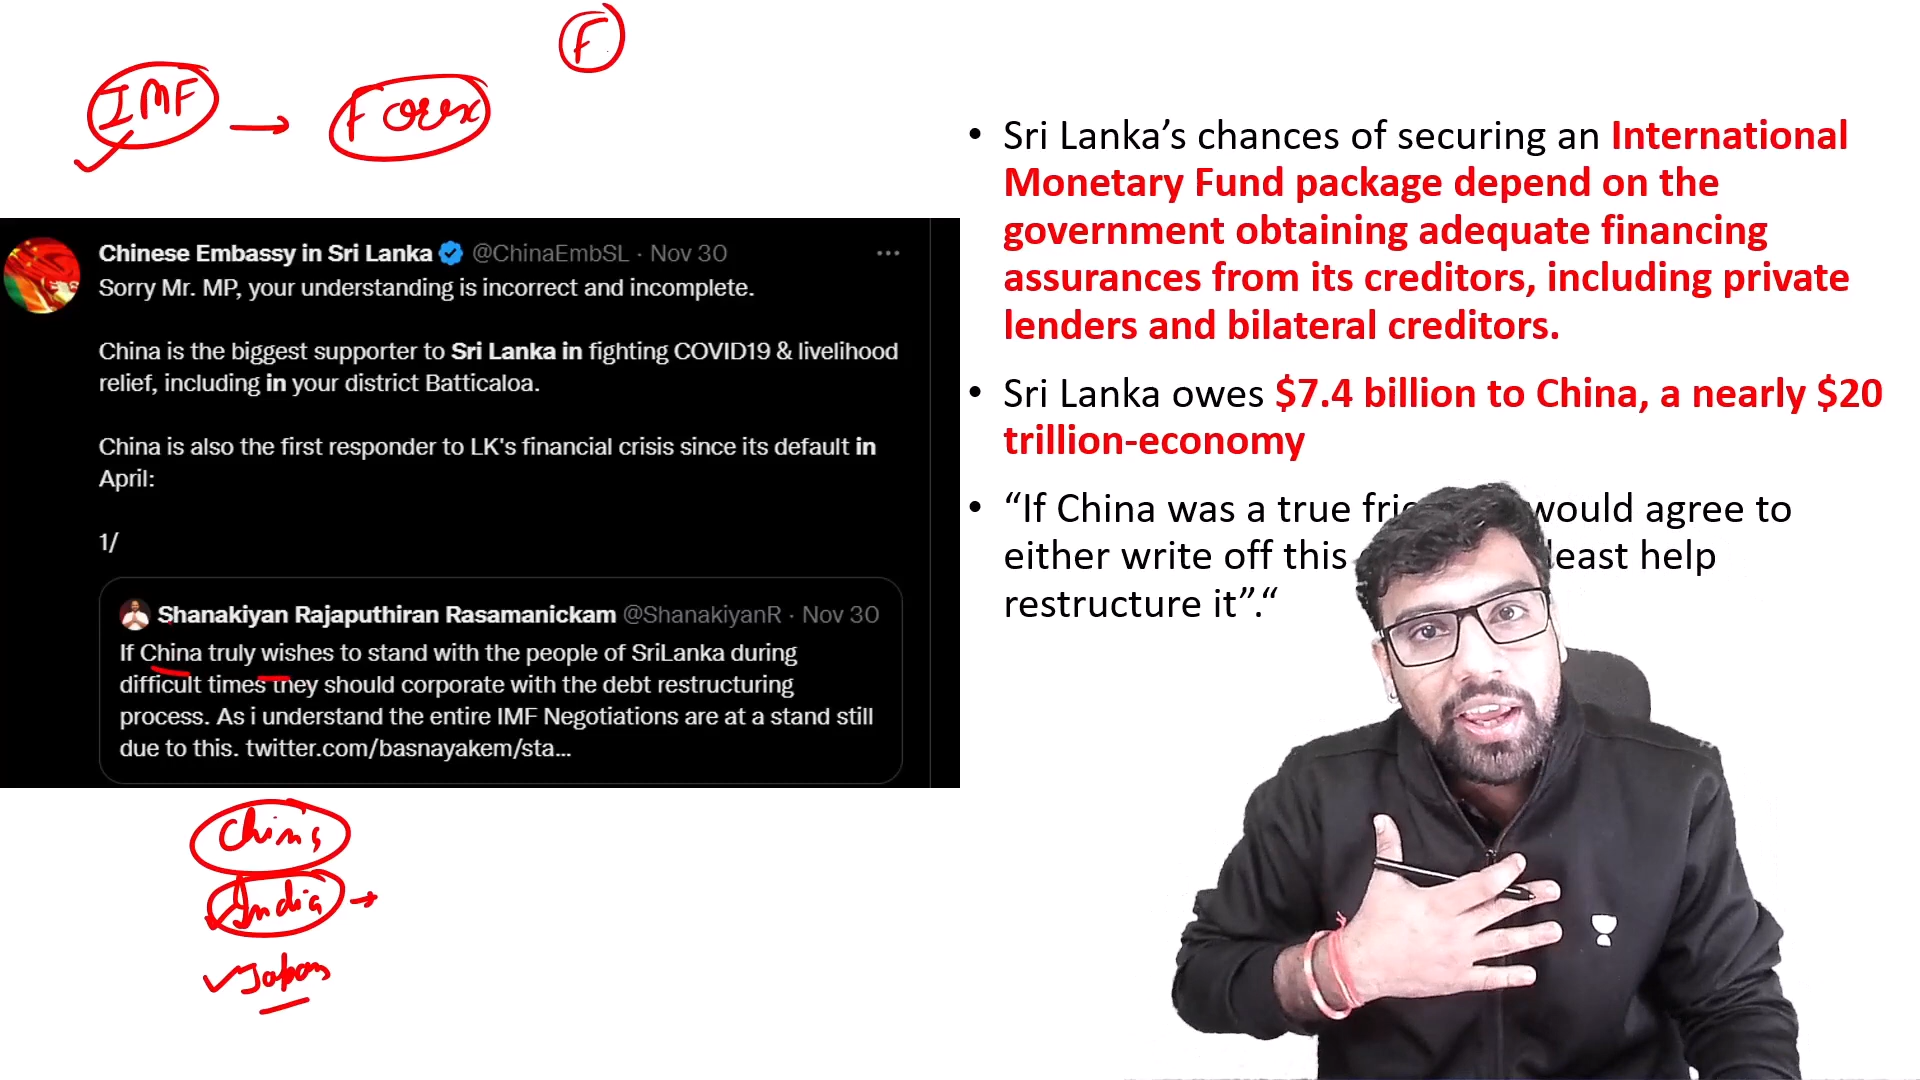 F
IMF → Forex
Chinese Embassy in Sri Lanka @ChinaEmbSL · Nov 30
Sorry Mr. MP, your understanding is incorrect and incomplete.
China is the biggest supporter to Sri Lanka in fighting COVID19 & livelihood
relief, including in your district Batticaloa.
China is also the first responder to LK's financial crisis since its default in
April:
1/
Shanakiyan Rajaputhiran Rasamanickam @ShanakiyanR · Nov 30
If China truly wishes to stand with the people of SriLanka during
difficult times they should corporate with the debt restructuring
process. As i understand the entire IMF Negotiations are at a stand still
due to this. twitter.com/basnayakem/sta...
China
India →
Japan
• Sri Lanka’s chances of securing an International
Monetary Fund package depend on the
government obtaining adequate financing
assurances from its creditors, including private
lenders and bilateral creditors.
• Sri Lanka owes $7.4 billion to China, a nearly $20
trillion-economy
• “If China was a true would agree to
either write off this least help
restructure it”.“